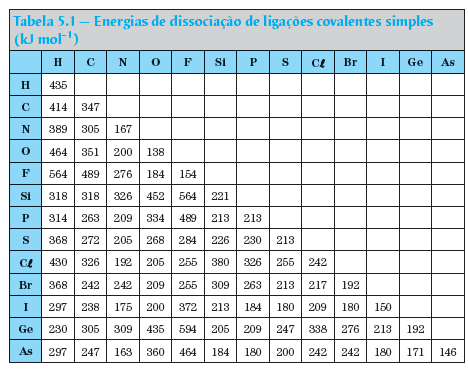 Tabela 5.1 — Energias de dissociação de ligações covalentes simples
(kJ mol⁻¹)
H C N O F Si P S Cℓ Br I Ge As
H 435
C 414 347
N 389 305 167
O 464 351 200 138
F 564 489 276 184 154
Si 318 318 326 452 564 221
P 314 263 209 334 489 213 213
S 368 272 205 268 284 226 230 213
Cℓ 430 326 192 205 255 380 326 255 242
Br 368 242 242 209 255 309 263 213 217 192
I 297 238 175 200 372 213 184 180 209 180 150
Ge 230 305 309 435 594 205 209 247 338 276 213 192
As 297 247 163 360 464 184 180 200 242 242 180 171 146